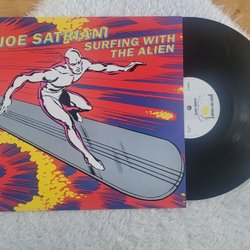 JOE SATRIANI
SURFING WITH
THE ALIEN